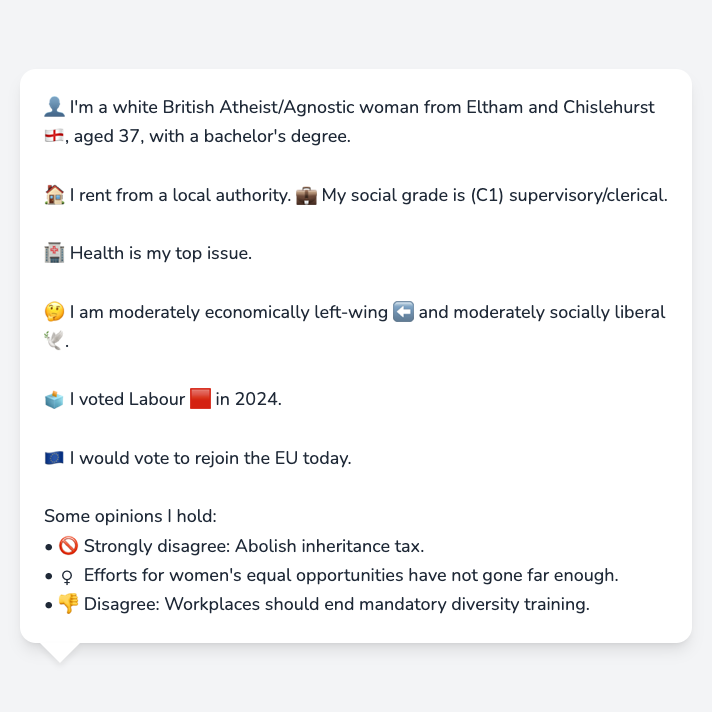 👤 I'm a white British Atheist/Agnostic woman from Eltham and Chislehurst
🏴󠁧󠁢󠁥󠁮󠁧󠁿, aged 37, with a bachelor's degree.
🏠 I rent from a local authority. 💼 My social grade is (C1) supervisory/clerical.
🏥 Health is my top issue.
🤔 I am moderately economically left-wing ⬅️ and moderately socially liberal
🕊️.
🗳️ I voted Labour 🟥 in 2024.
🇪🇺 I would vote to rejoin the EU today.
Some opinions I hold:
• 🚫 Strongly disagree: Abolish inheritance tax.
• ♀ Efforts for women's equal opportunities have not gone far enough.
• 👎 Disagree: Workplaces should end mandatory diversity training.